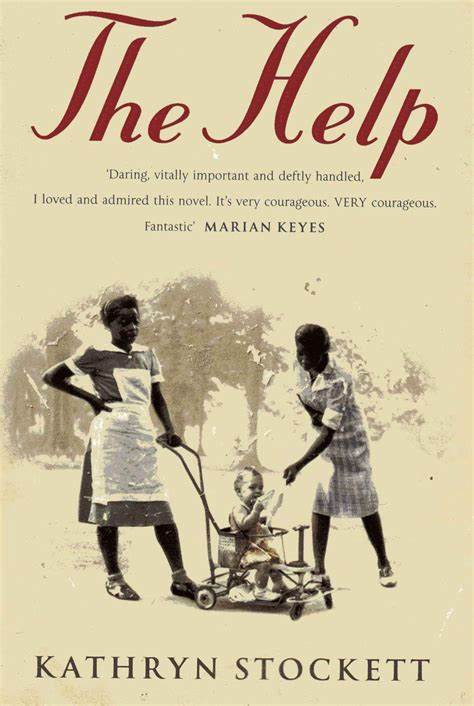 The Help
'Daring, vitally important and deftly handled,
I loved and admired this novel. It's very courageous. VERY courageous.
Fantastic' MARIAN KEYES
KATHRYN STOCKETT